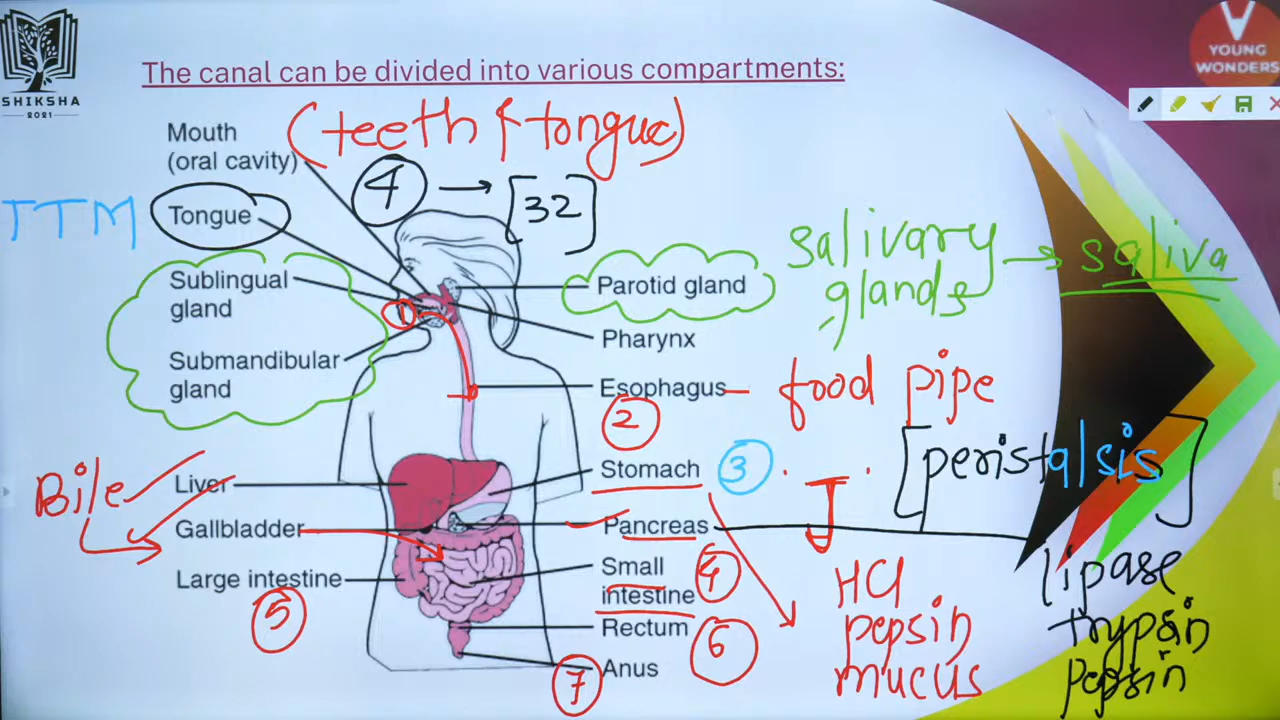 SHIKSHA
2021
YOUNG
WONDERS
The canal can be divided into various compartments:
Mouth
(oral cavity)
(teeth & tongue)
4 → [32]
TTM
Tongue
Sublingual
gland
Submandibular
gland
Parotid gland
Salivary
glands → saliva
Pharynx
1
Esophagus – food pipe
2
[peristalsis]
Stomach
3
Bile
Liver
Gallbladder
Pancreas
Large intestine
5
Small
intestine
4
Rectum
6
Anus
7
HCl
pepsin
mucus
lipase
trypsin
Pepsin